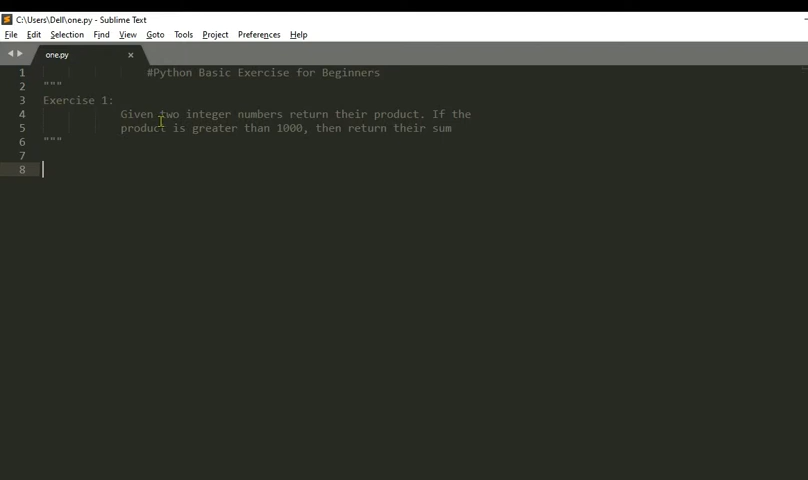 C:\Users\Dell\one.py - Sublime Text
File Edit Selection Find View Goto Tools Project Preferences Help
one.py ×
1 #Python Basic Exercise for Beginners
2 """
3 Exercise 1:
4 Given two integer numbers return their product. If the
5 product is greater than 1000, then return their sum
6 """
7
8